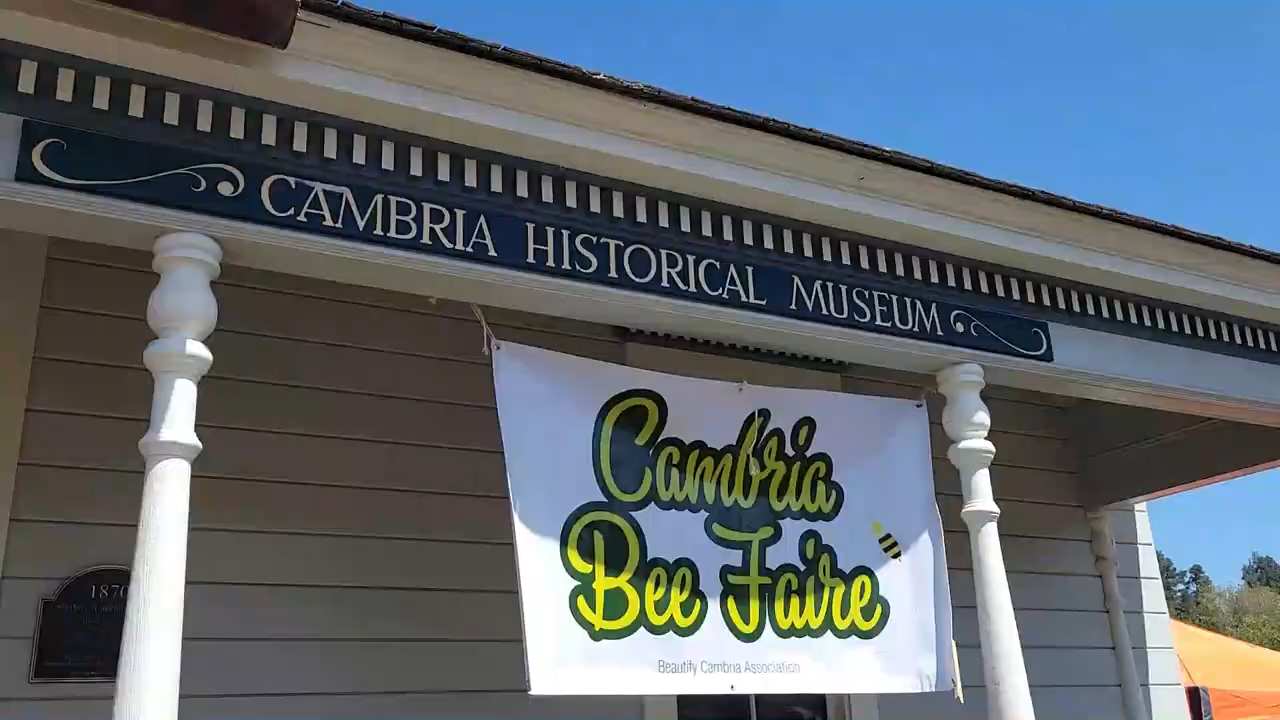 CAMBRIA HISTORICAL MUSEUM
Cambria
Bee Faire
Beautify Cambria Association
1870